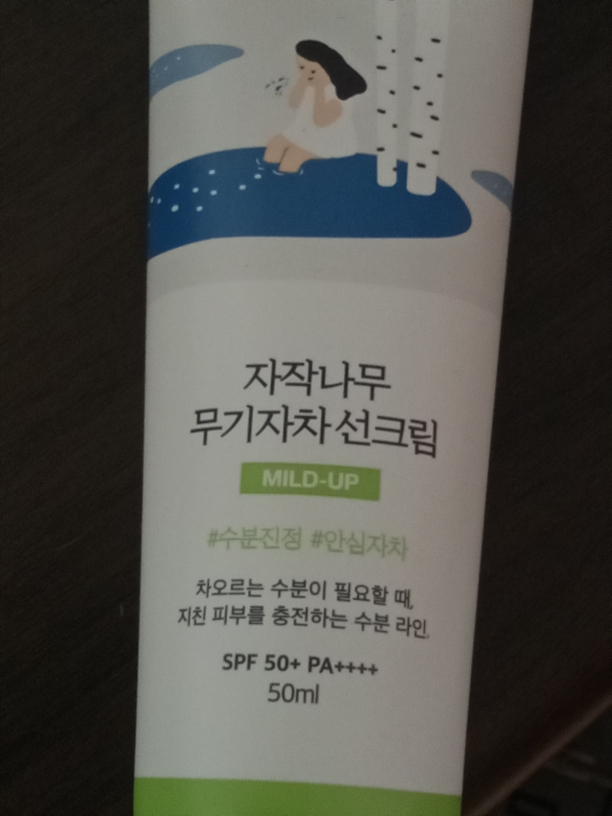 자작나무
무기자차 선크림
MILD-UP
#수분진정 #안심자차
차오르는 수분이 필요할 때,
지친 피부를 충전하는 수분 라인.
SPF 50+ PA++++
50ml